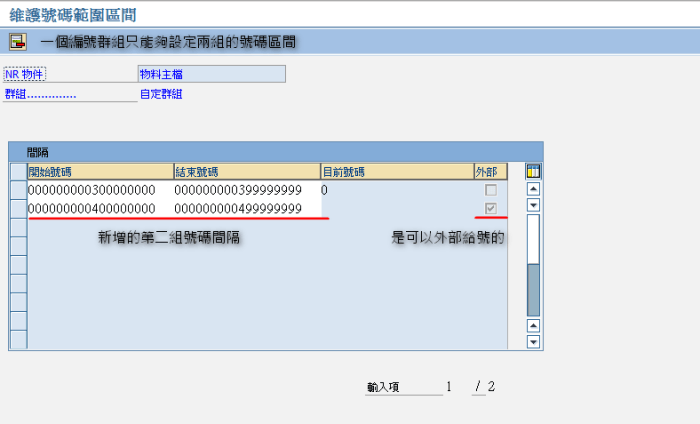 維護號碼範圍區間
一個編號群組只能夠設定兩組的號碼區間
NR 物件 物料主檔
群組.............. 自定群組
間隔
開始號碼 結束號碼 目前號碼 外部
000000000300000000 000000000399999999 0
000000000400000000 000000000499999999
新增的第二組號碼間隔 是可以外部給號的
輸入項 1 / 2